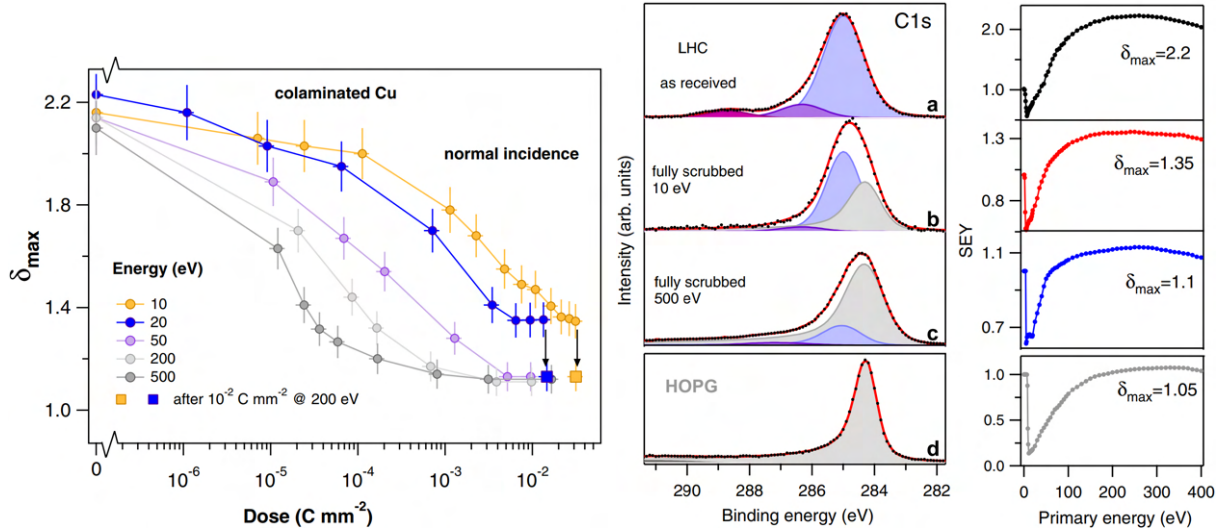 colaminated Cu
normal incidence
2.2
1.8
1.4
1.0
δmax
Energy (eV)
10
20
50
200
500
after 10⁻² C mm⁻² @ 200 eV
0
10⁻⁶
10⁻⁵
10⁻⁴
10⁻³
10⁻²
Dose (C mm⁻²)
C1s
LHC
as received
a
fully scrubbed
10 eV
b
fully scrubbed
500 eV
c
HOPG
d
Intensity (arb. units)
290
288
286
284
282
Binding energy (eV)
2.0
1.0
δmax=2.2
1.3
0.8
δmax=1.35
1.1
0.7
δmax=1.1
1.0
0.5
0.0
δmax=1.05
SEY
0
100
200
300
400
Primary energy (eV)